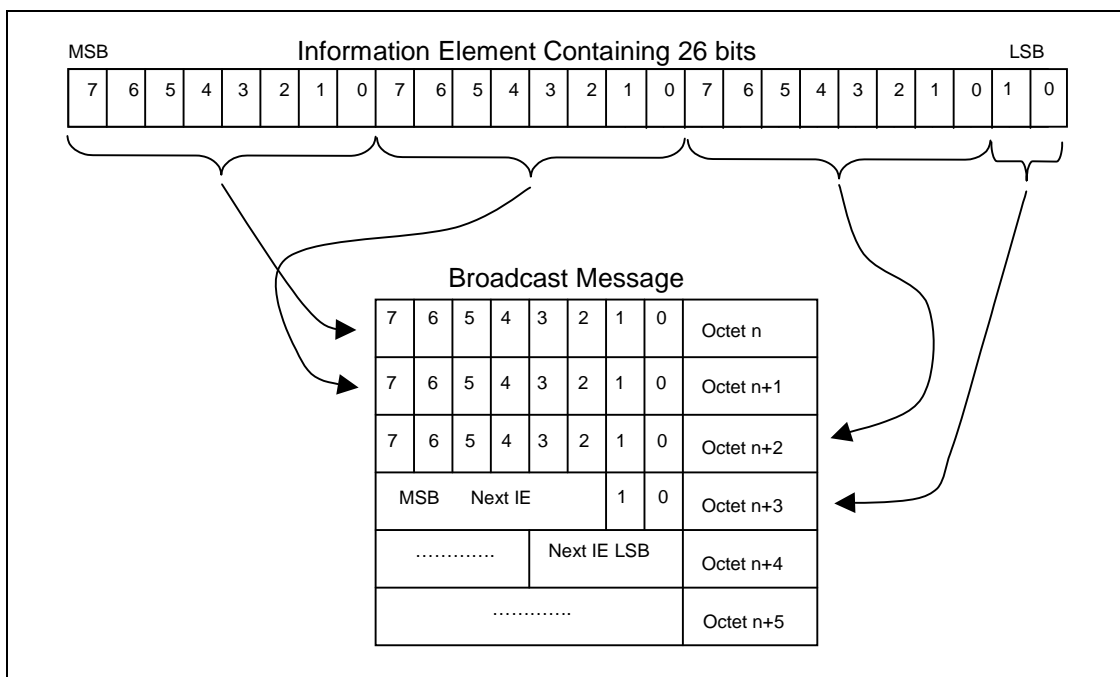 MSB Information Element Containing 26 bits LSB
7 6 5 4 3 2 1 0 7 6 5 4 3 2 1 0 7 6 5 4 3 2 1 0 1 0
Broadcast Message
7 6 5 4 3 2 1 0 Octet n
7 6 5 4 3 2 1 0 Octet n+1
7 6 5 4 3 2 1 0 Octet n+2
MSB Next IE 1 0 Octet n+3
............. Next IE LSB Octet n+4
............. Octet n+5